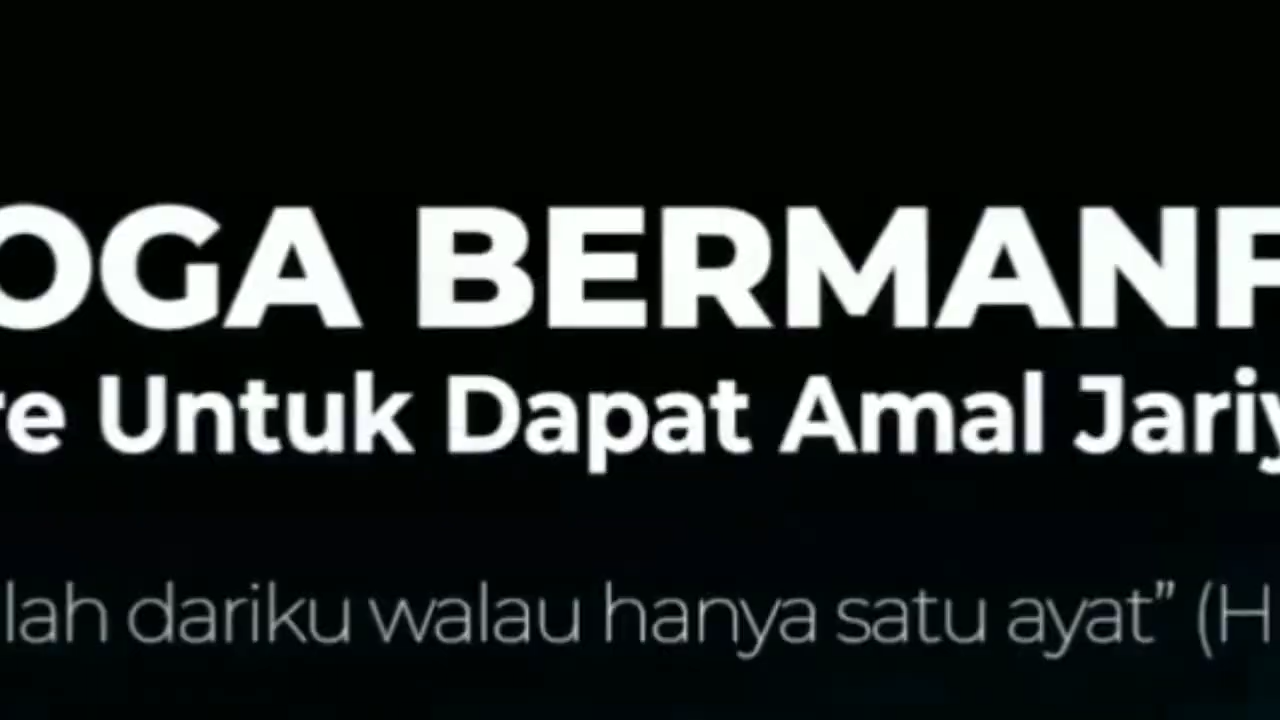 OGA BERMANF
re Untuk Dapat Amal Jariy
lah dariku walau hanya satu ayat” (H